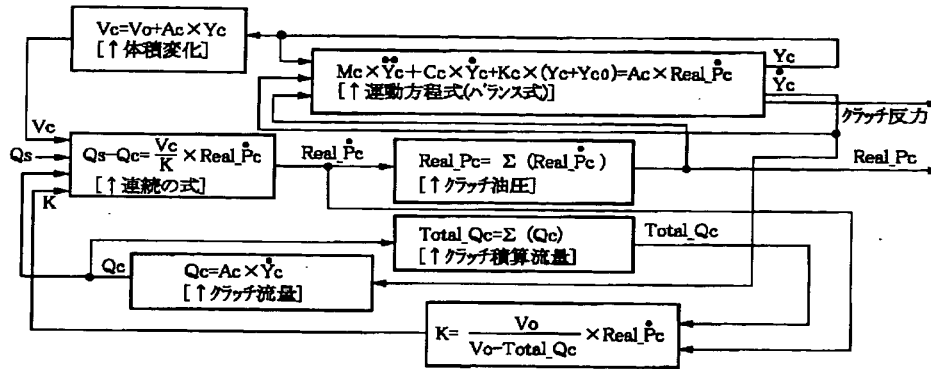 Vc=Vo+Ac×Yc
[↑体積変化]
Mc×Ÿc+Cc×Ẏc+Kc×(Yc+Yc0)=Ac×Real_Ṗc
[↑運動方程式(バランス式)]
Yc
Ẏc
クラッチ反力
Vc
Qs
K
Qs-Qc=Vc/K×Real_Ṗc
[↑連続の式]
Real_Ṗc
Real_Pc= Σ (Real_Ṗc)
[↑クラッチ油圧]
Real_Pc
Total_Qc=Σ (Qc)
[↑クラッチ積算流量]
Total_Qc
Qc
Qc=Ac×Ẏc
[↑クラッチ流量]
K= Vo/(Vo-Total_Qc) ×Real_Ṗc